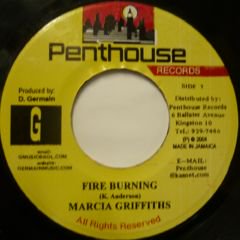 Penthouse
RECORDS
Produced by:
D. Germain
SIDE 1
Distributed by:
Penthouse Records
6 Ballater Avenue
Kingston 10
Tel: 929-7486
G
(P) © 2004
MADE IN JAMAICA
E-MAIL:
FIRE BURNING
(K. Anderson)
MARCIA GRIFFITHS
All Rights Reserved